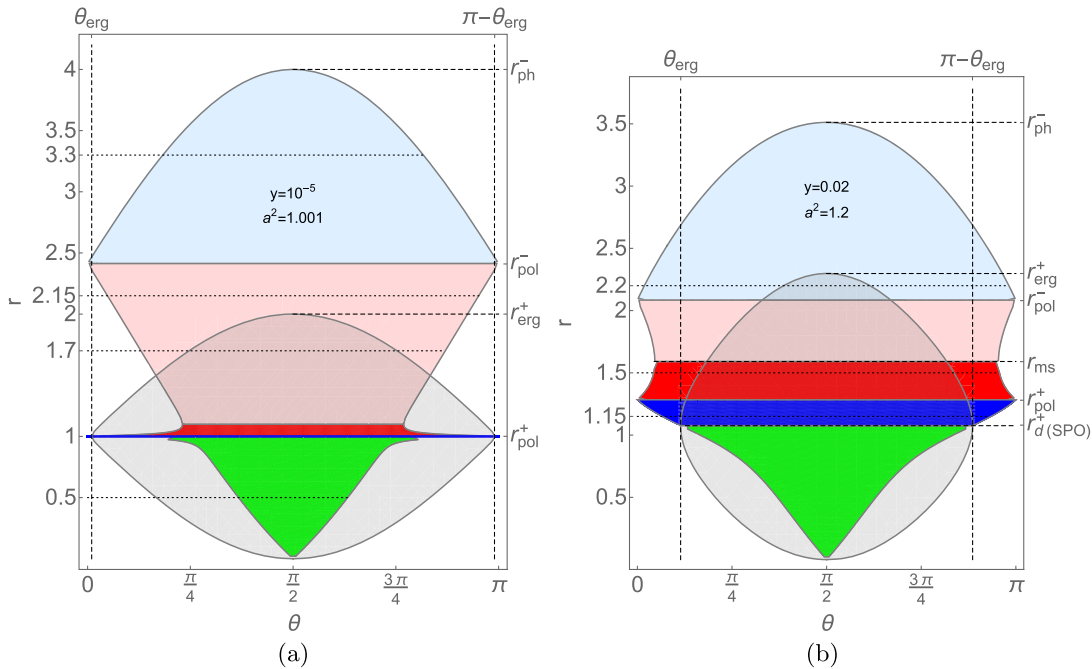 θerg
π−θerg
4
3.5
3.3
3
2.5
2.15
2
1.7
1
0.5
r
y=10⁻⁵
a²=1.001
r⁻ph
r⁻pol
r⁺erg
r⁺pol
0
π/4
π/2
3π/4
π
θ
(a)
θerg
π−θerg
3.5
3
2.5
2.2
2
1.5
1.15
1
0.5
r
y=0.02
a²=1.2
r⁻ph
r⁺erg
r⁻pol
rms
r⁺pol
r⁺d(SPO)
0
π/4
π/2
3π/4
π
θ
(b)